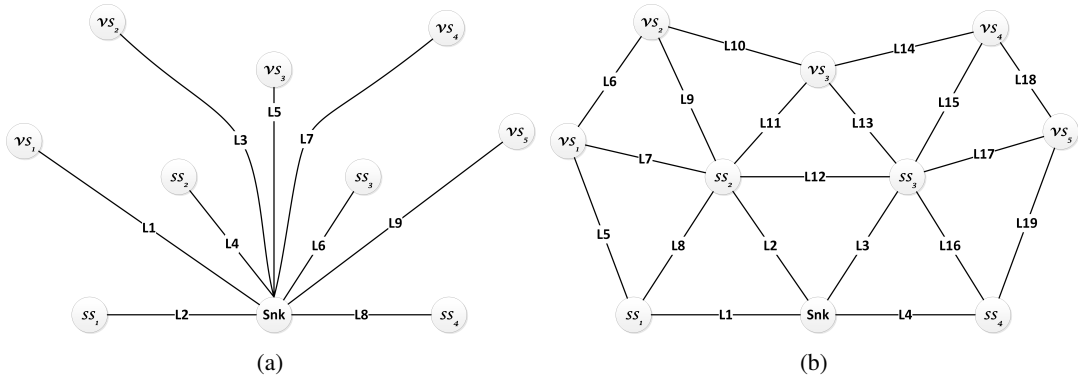 VS2
VS4
VS3
L5
L3
L7
VS1
VS5
SS2
SS3
L1
L9
L4
L6
SS1
L2
Snk
L8
SS4
(a)
VS2
VS4
L10
L14
VS3
L6
L18
L9
L15
L11
L13
VS1
VS5
L7
L17
SS2
L12
SS3
L5
L19
L8
L2
L3
L16
SS1
L1
Snk
L4
SS4
(b)